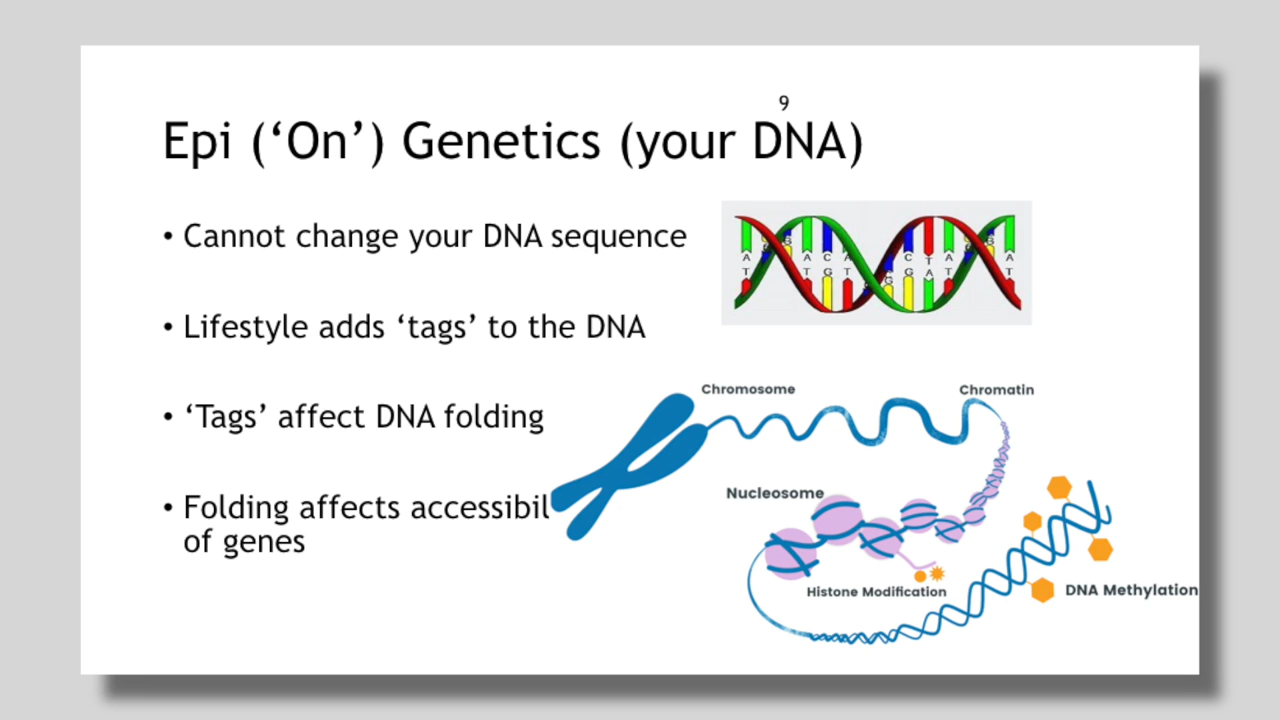 9
Epi (‘On’) Genetics (your DNA)
• Cannot change your DNA sequence
• Lifestyle adds ‘tags’ to the DNA
• ‘Tags’ affect DNA folding
• Folding affects accessibil
of genes
A C A C T A A
T T G T G G A T T
Chromosome
Chromatin
Nucleosome
Histone Modification
DNA Methylation